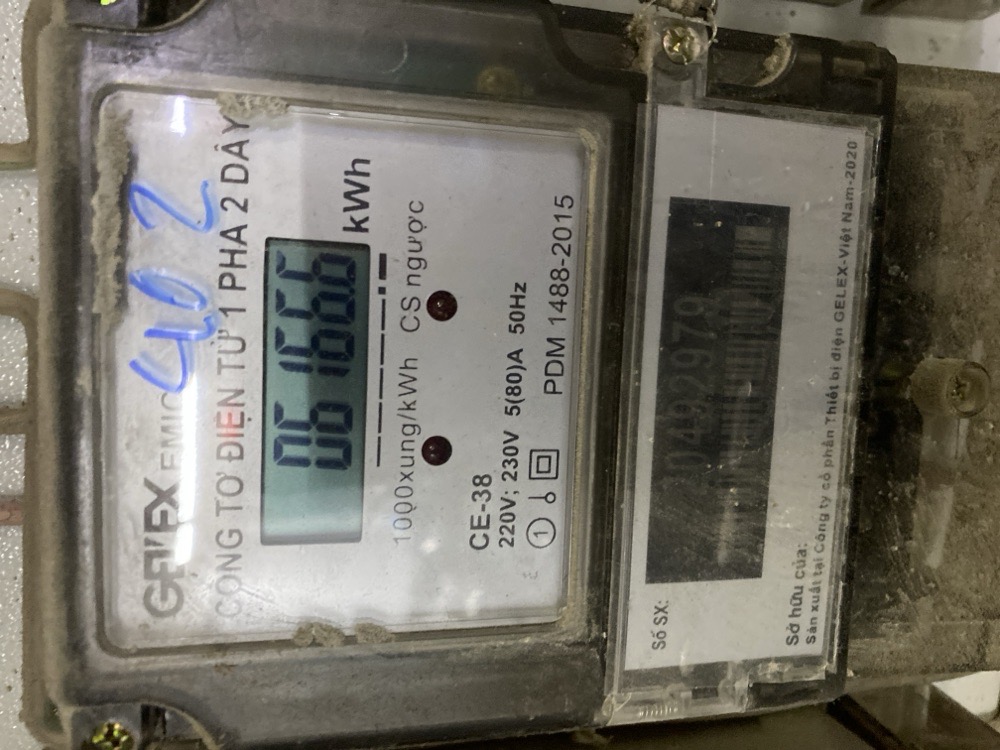 402
GELEX EMIC
CÔNG TƠ ĐIỆN TỬ 1 PHA 2 DÂY
kWh
1000xung/kWh CS ngược
CE-38
220V; 230V 5(80)A 50Hz
1
PDM 1488-2015
Số SX:
Sở hữu của:
Sản xuất tại Công ty cổ phần Thiết bị điện GELEX-Việt Nam-2020